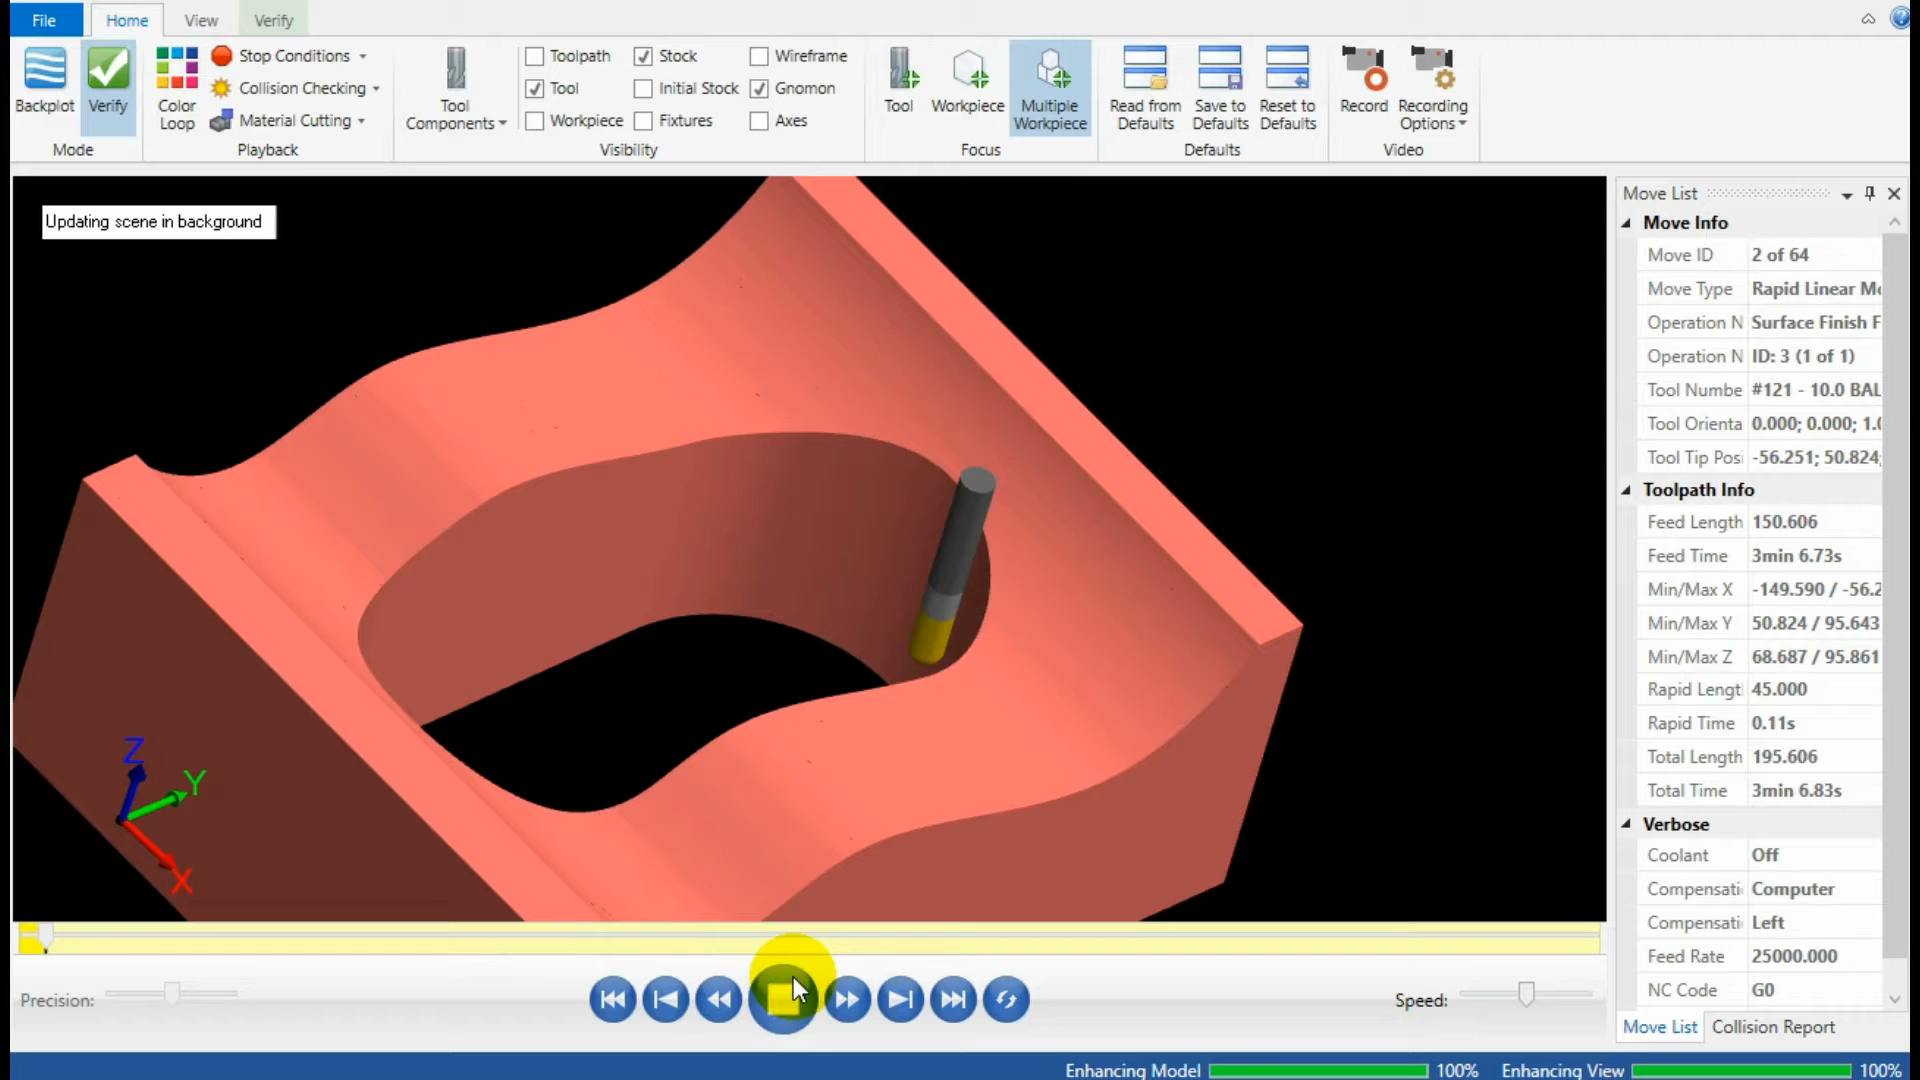 File Home View Verify
Backplot Verify
Mode
Color Loop
Stop Conditions
Collision Checking
Material Cutting
Playback
Tool Components
Toolpath Stock Wireframe
Tool Initial Stock Gnomon
Workpiece Fixtures Axes
Visibility
Tool Workpiece Multiple Workpiece
Focus
Read from Defaults Save to Defaults Reset to Defaults
Defaults
Record Recording Options
Video
Updating scene in background
Z
Y
X
Move List
Move Info
Move ID 2 of 64
Move Type Rapid Linear Mo
Operation N Surface Finish F
Operation N ID: 3 (1 of 1)
Tool Numbe #121 - 10.0 BAL
Tool Orienta 0.000; 0.000; 1.0
Tool Tip Posi -56.251; 50.824;
Toolpath Info
Feed Length 150.606
Feed Time 3min 6.73s
Min/Max X -149.590 / -56.2
Min/Max Y 50.824 / 95.643
Min/Max Z 68.687 / 95.861
Rapid Lengt 45.000
Rapid Time 0.11s
Total Length 195.606
Total Time 3min 6.83s
Verbose
Coolant Off
Compensati Computer
Compensati Left
Feed Rate 25000.000
NC Code G0
Move List Collision Report
Precision:
Speed:
Enhancing Model 100% Enhancing View 100%